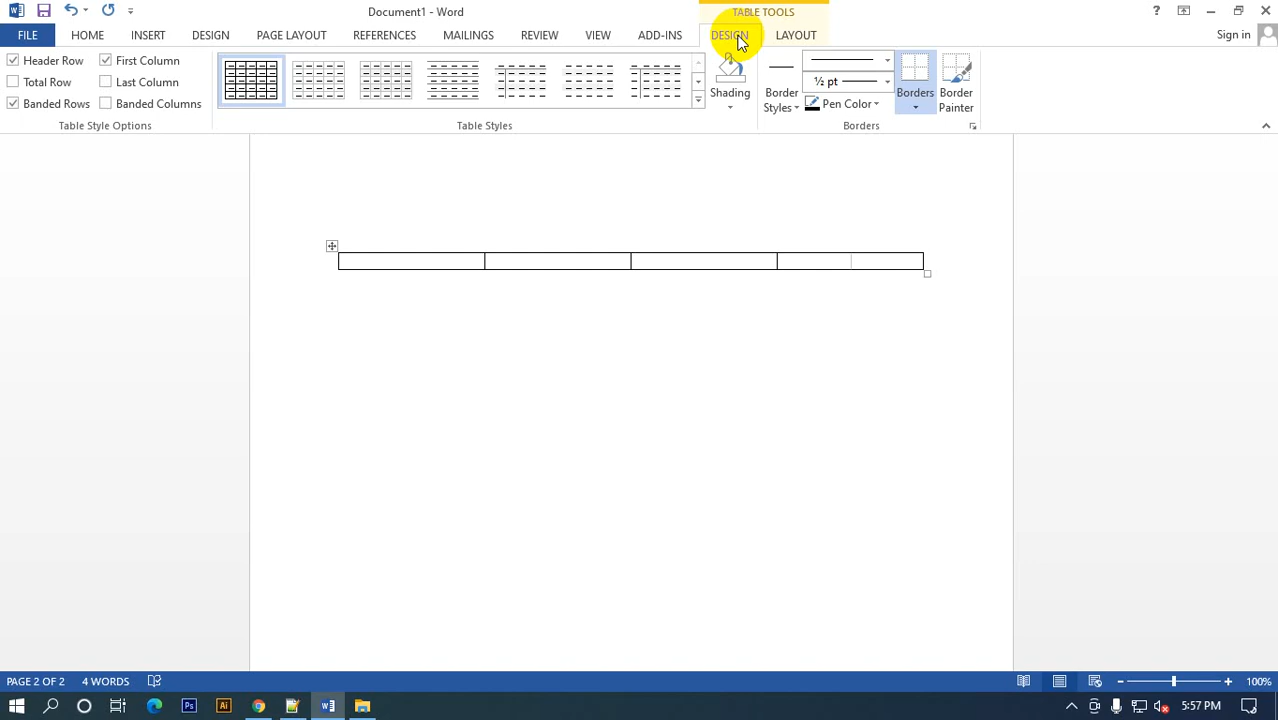 Document1 - Word
TABLE TOOLS
?
FILE
HOME
INSERT
DESIGN
PAGE LAYOUT
REFERENCES
MAILINGS
REVIEW
VIEW
ADD-INS
DESIGN
LAYOUT
Sign in
Header Row
First Column
Total Row
Last Column
Banded Rows
Banded Columns
Table Style Options
Table Styles
Shading
Border
Styles
½ pt
Pen Color
Borders
Border
Painter
Borders
PAGE 2 OF 2
4 WORDS
100%
Ps
Ai
5:57 PM